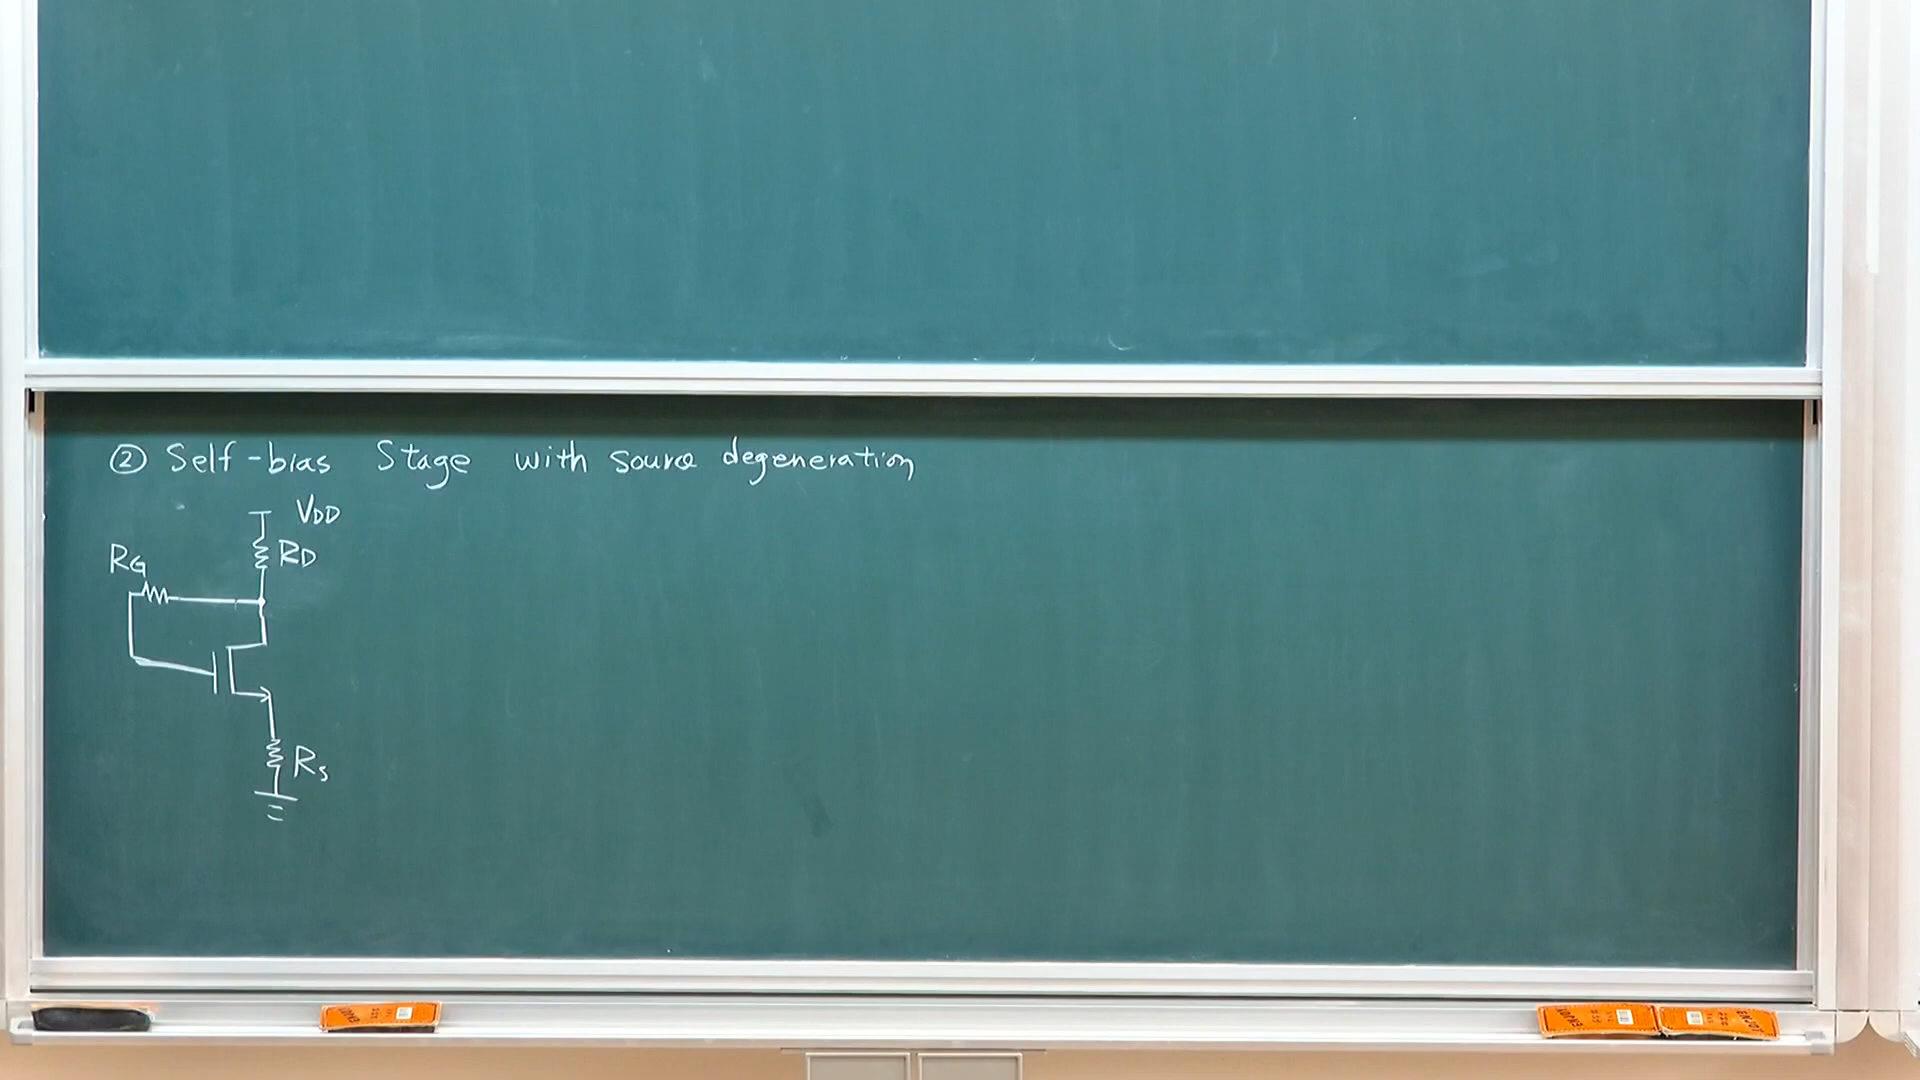 ② Self-bias Stage with source degeneration
VDD
RD
RG
Rs